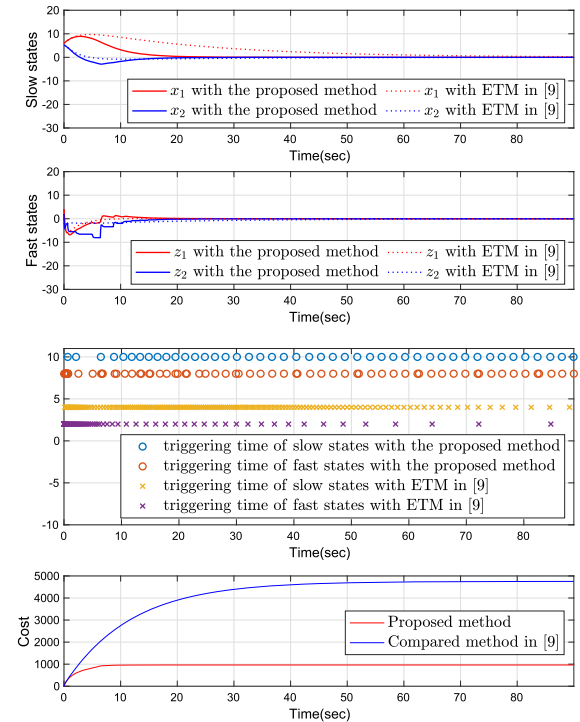 20
10
0
-10
-20
-30
Slow states
x₁ with the proposed method x₁ with ETM in [9]
x₂ with the proposed method x₂ with ETM in [9]
0 10 20 30 40 50 60 70 80
Time(sec)
20
10
0
-10
-20
-30
Fast states
z₁ with the proposed method z₁ with ETM in [9]
z₂ with the proposed method z₂ with ETM in [9]
0 10 20 30 40 50 60 70 80
Time(sec)
10
5
0
-5
-10
triggering time of slow states with the proposed method
triggering time of fast states with the proposed method
triggering time of slow states with ETM in [9]
triggering time of fast states with ETM in [9]
0 10 20 30 40 50 60 70 80
Time(sec)
5000
4000
3000
2000
1000
0
Cost
Proposed method
Compared method in [9]
0 10 20 30 40 50 60 70 80
Time(sec)